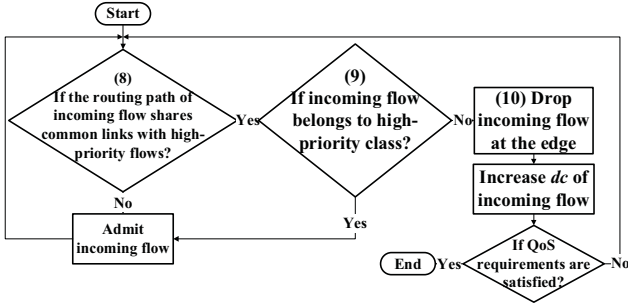 Start
(8)
If the routing path of
incoming flow shares
common links with high-
priority flows?
Yes
No
Admit
incoming flow
(9)
If incoming flow
belongs to high-
priority class?
No
Yes
(10) Drop
incoming flow
at the edge
Increase dc of
incoming flow
If QoS
requirements are
satisfied?
Yes
No
End